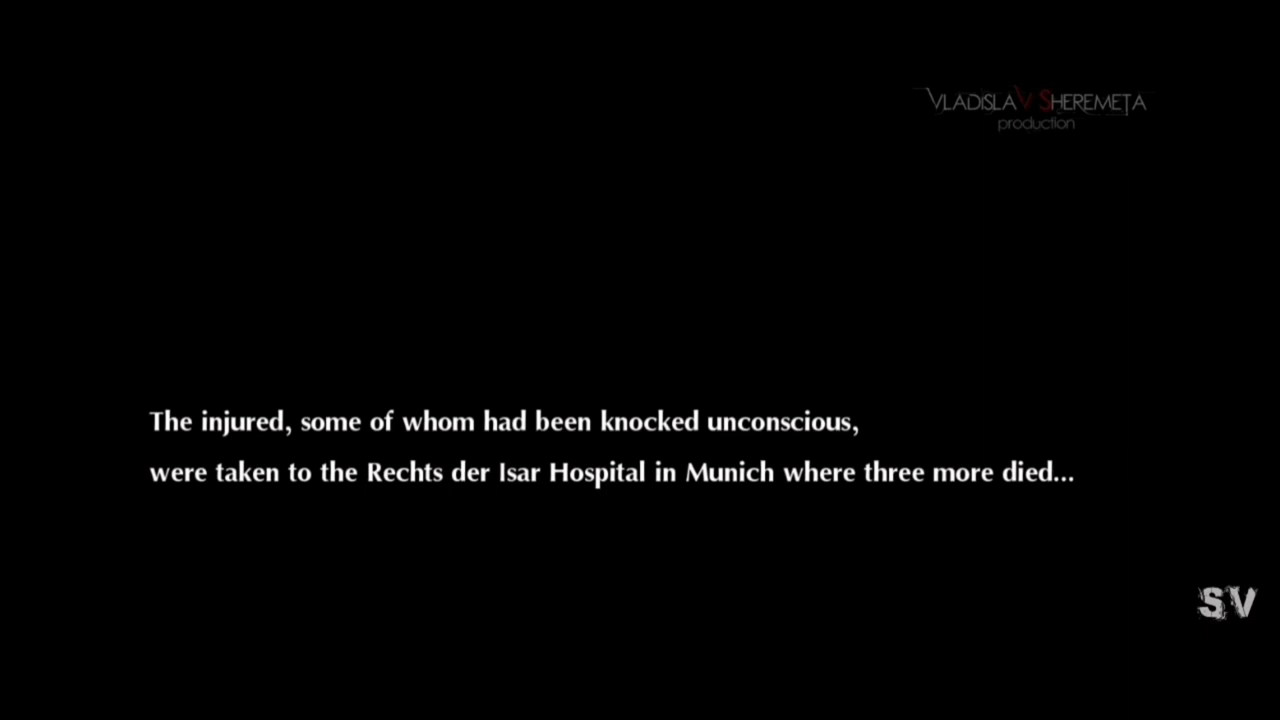 VLADISLAV SHEREMETA
production
The injured, some of whom had been knocked unconscious,
were taken to the Rechts der Isar Hospital in Munich where three more died...
SV